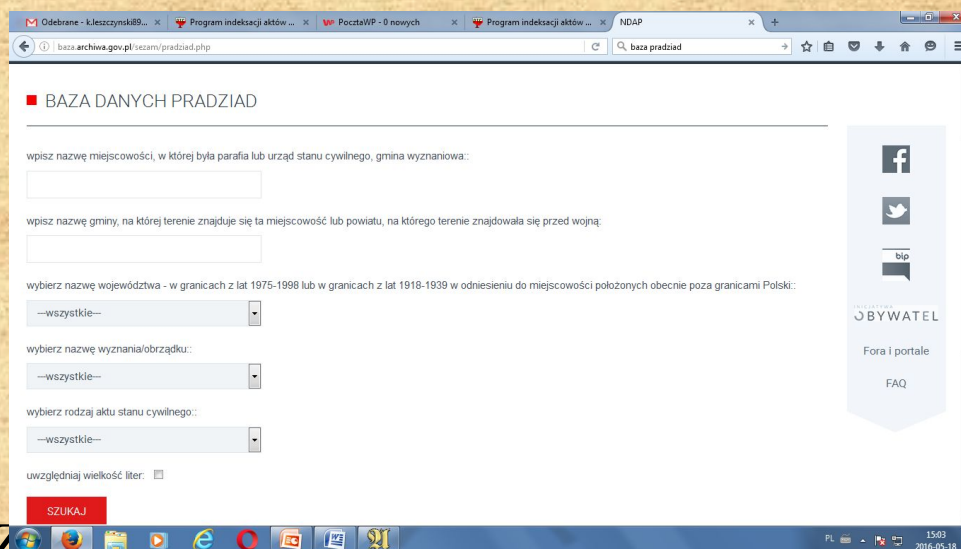 Odebrane - k.leszczynski89... ×
Program indeksacji aktów ... ×
PocztaWP - 0 nowych ×
Program indeksacji aktów ... ×
NDAP ×
baza.archiwa.gov.pl/sezam/pradziad.php
baza pradziad
BAZA DANYCH PRADZIAD
wpisz nazwę miejscowości, w której była parafia lub urząd stanu cywilnego, gmina wyznaniowa::
wpisz nazwę gminy, na której terenie znajduje się ta miejscowość lub powiatu, na którego terenie znajdowała się przed wojną:
wybierz nazwę województwa - w granicach z lat 1975-1998 lub w granicach z lat 1918-1939 w odniesieniu do miejscowości położonych obecnie poza granicami Polski::
---wszystkie---
wybierz nazwę wyznania/obrządku::
---wszystkie---
wybierz rodzaj aktu stanu cywilnego::
---wszystkie---
uwzględniaj wielkość liter:
SZUKAJ
bip
OBYWATEL
Fora i portale
FAQ
PL
15:03
2016-05-18